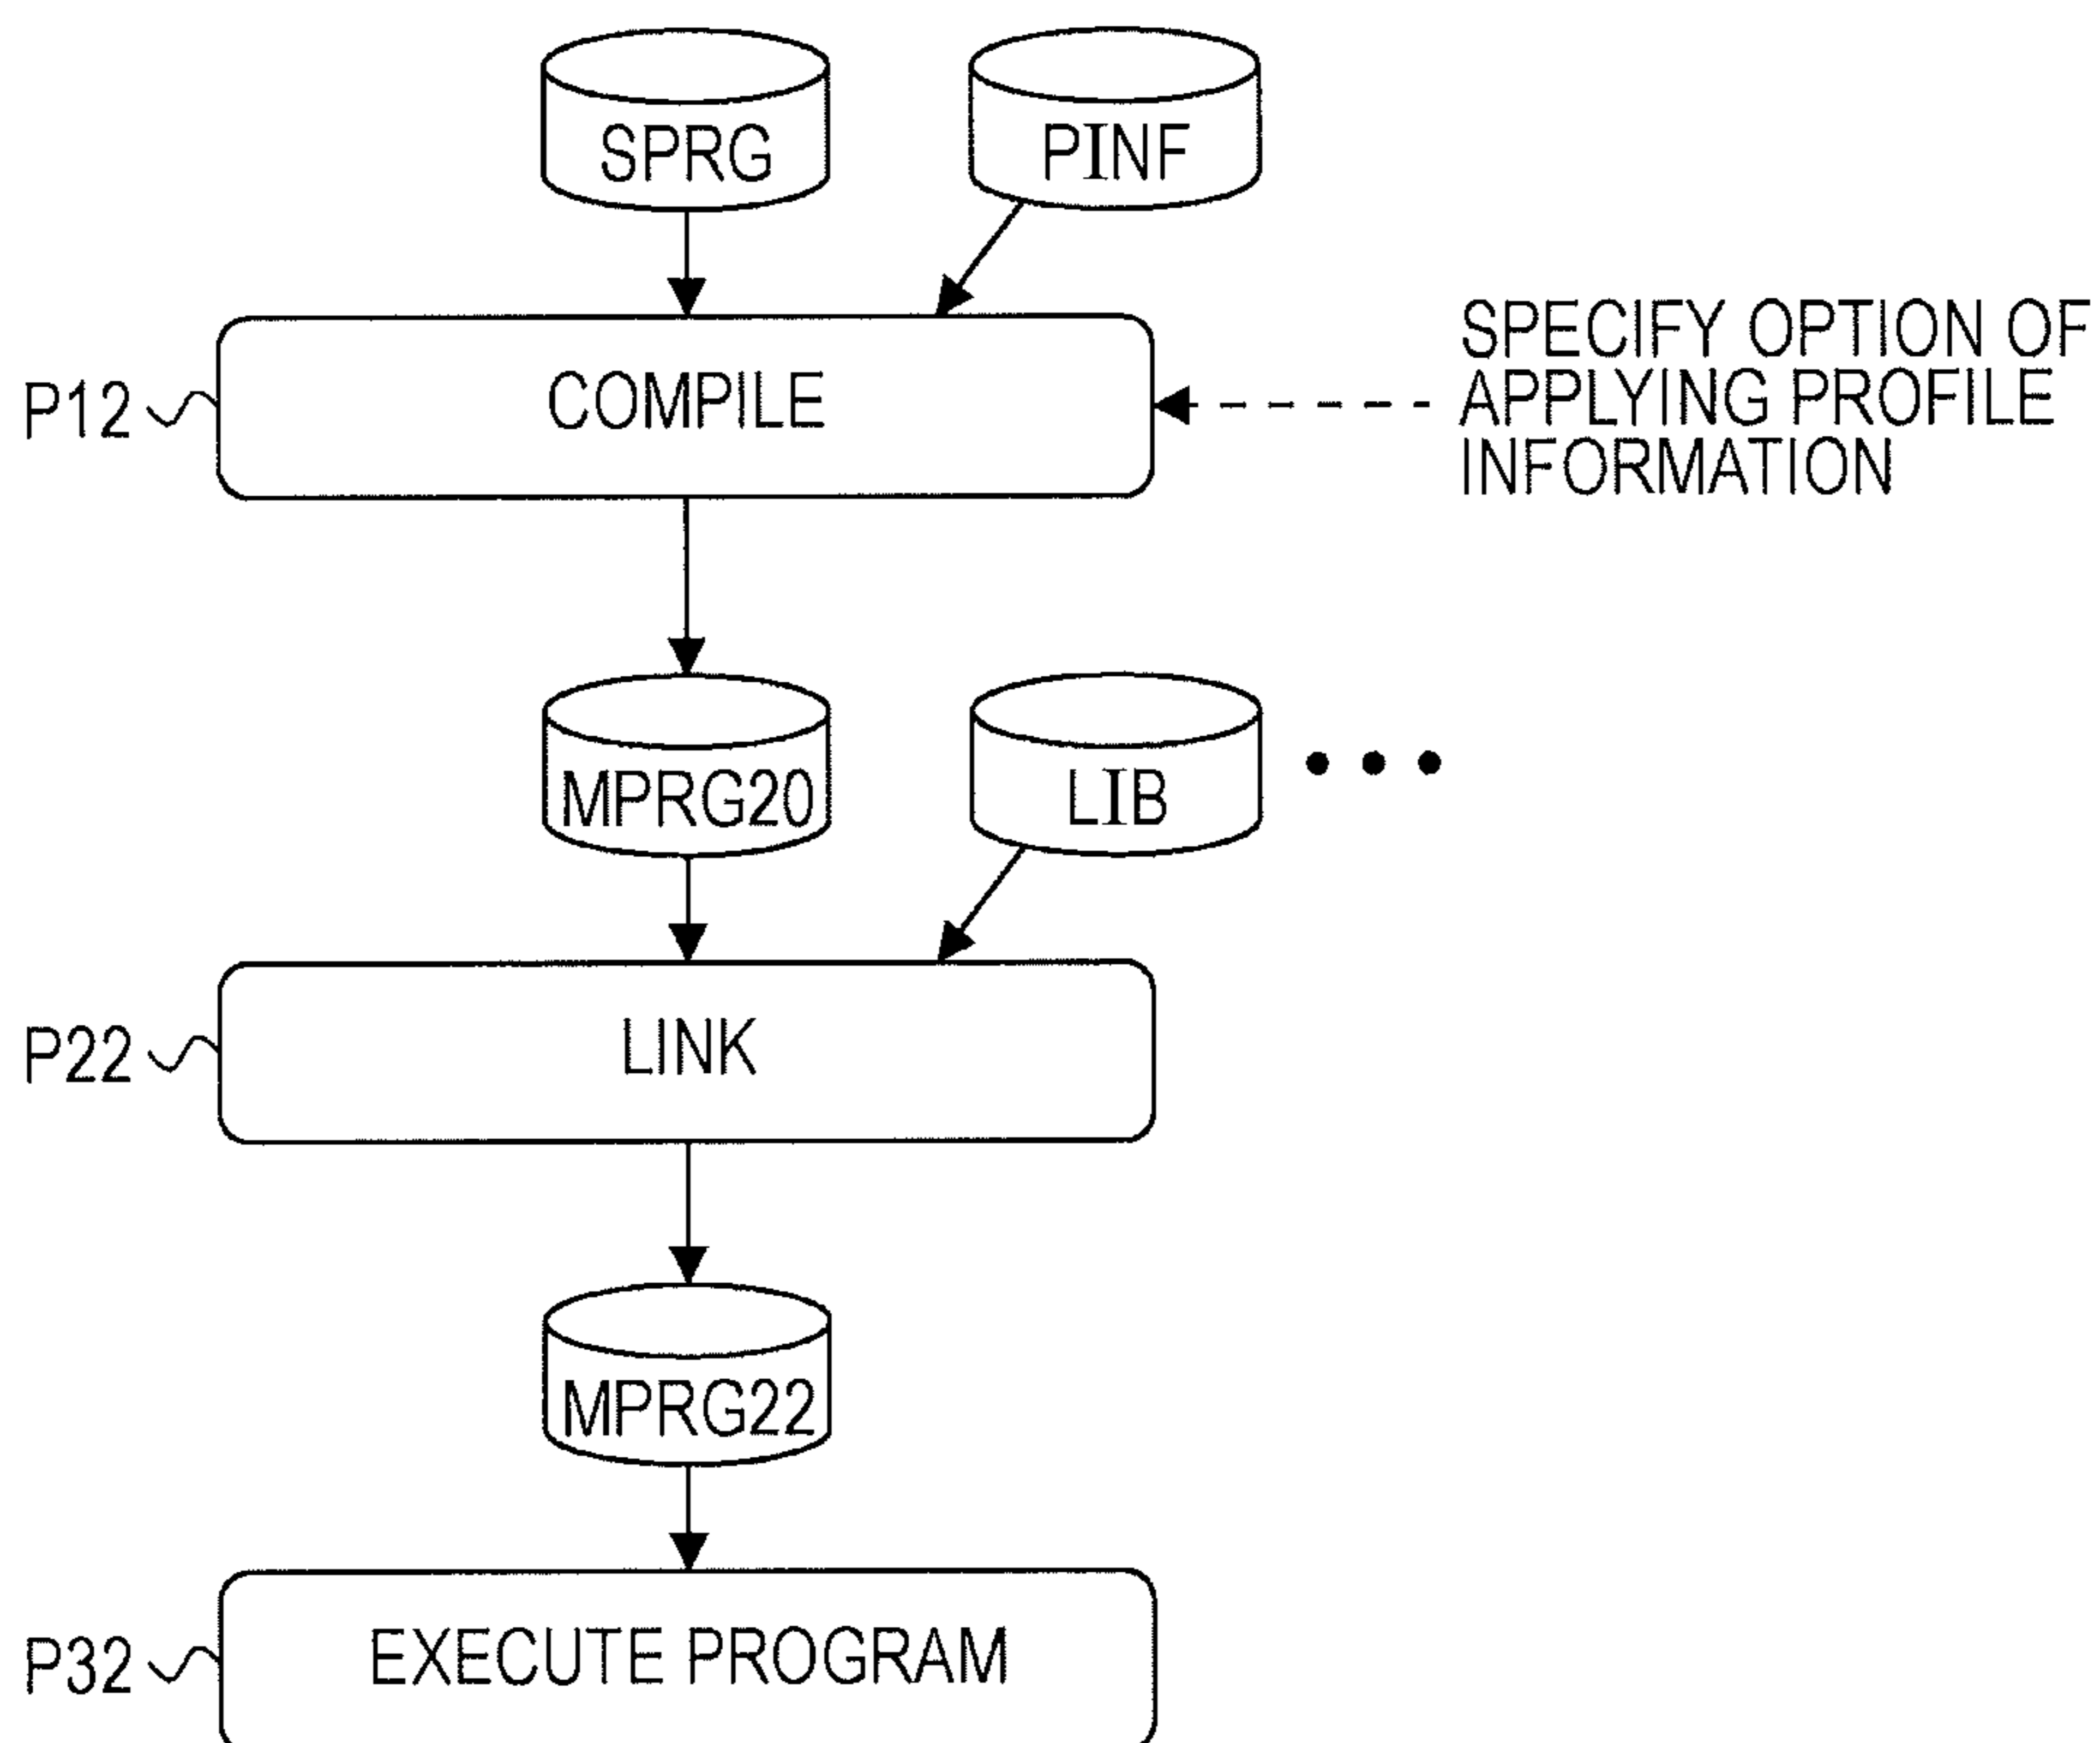 SPRG
PINF
P12
COMPILE
SPECIFY OPTION OF
APPLYING PROFILE
INFORMATION
MPRG20
LIB
P22
LINK
MPRG22
P32
EXECUTE PROGRAM